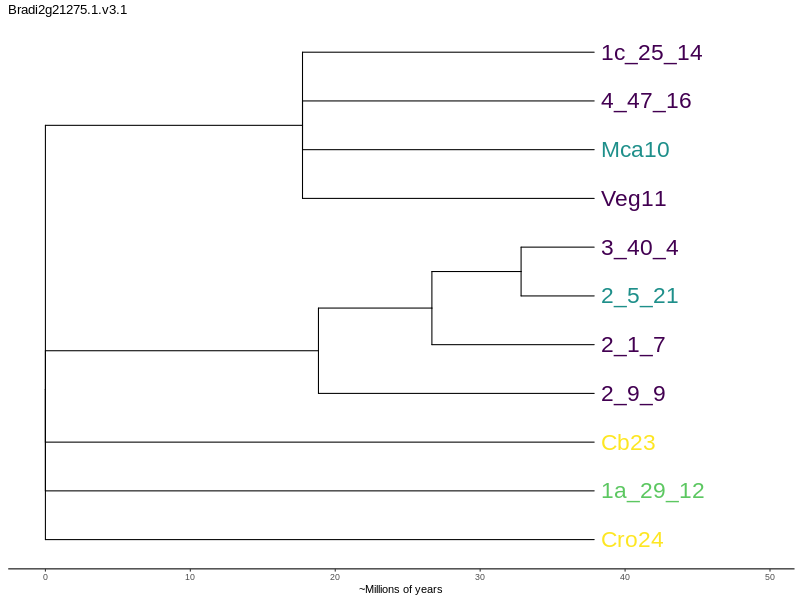 Bradi2g21275.1.v3.1
1c_25_14
4_47_16
Mca10
Veg11
3_40_4
2_5_21
2_1_7
2_9_9
Cb23
1a_29_12
Cro24
0 10 20 30 40 50
~Millions of years